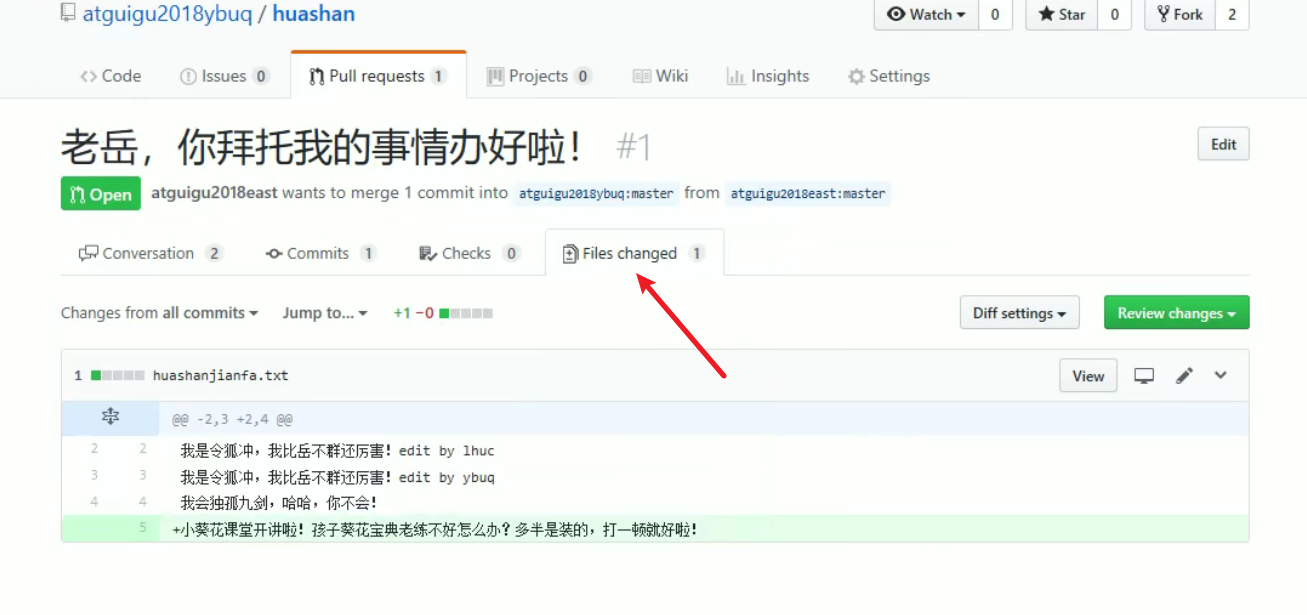 atguigu2018ybuq / huashan
Watch 0 Star 0 Fork 2
Code Issues 0 Pull requests 1 Projects 0 Wiki Insights Settings
老岳，你拜托我的事情办好啦！ #1
Edit
Open atguigu2018east wants to merge 1 commit into atguigu2018ybuq:master from atguigu2018east:master
Conversation 2 Commits 1 Checks 0 Files changed 1
Changes from all commits Jump to... +1 −0 Diff settings Review changes
1 huashanjianfa.txt View
@@ -2,3 +2,4 @@
2 2 我是令狐冲，我比岳不群还厉害！edit by lhuc
3 3 我是令狐冲，我比岳不群还厉害！edit by ybuq
4 4 我会独孤九剑，哈哈，你不会！
5 +小葵花课堂开讲啦！孩子葵花宝典老练不好怎么办？多半是装的，打一顿就好啦！